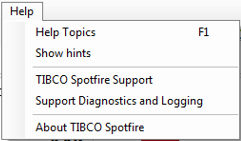 Help
Help Topics F1
Show hints
TIBCO Spotfire Support
Support Diagnostics and Logging
About TIBCO Spotfire